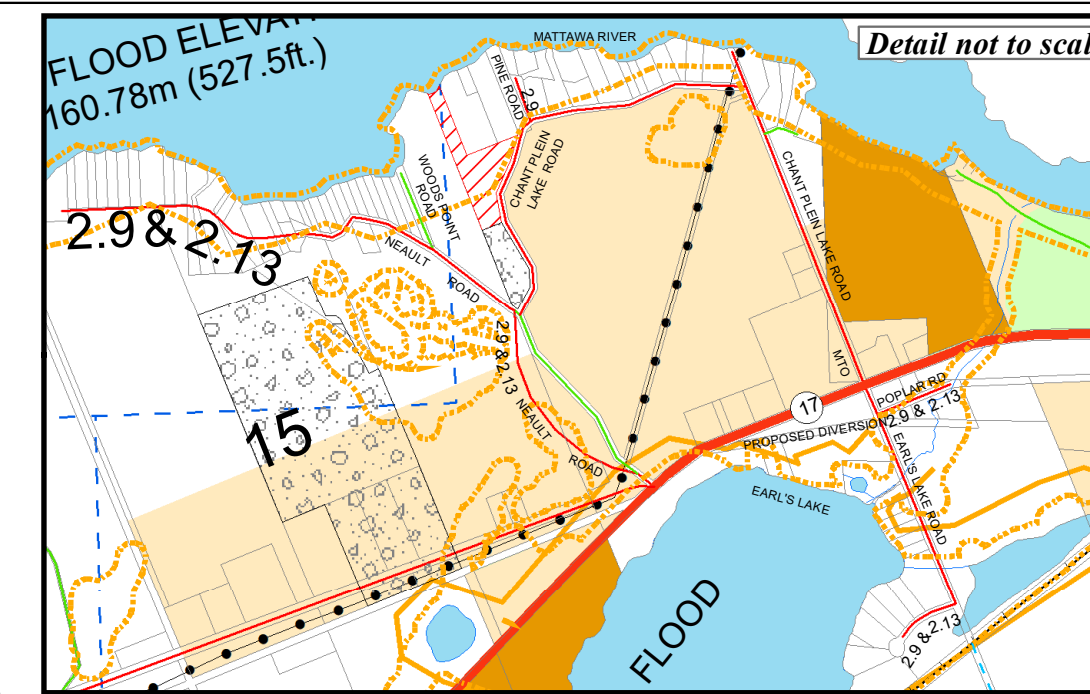 FLOOD ELEVATI
160.78m (527.5ft.)
MATTAWA RIVER
Detail not to scal
PINE ROAD
2.9
CHANT PLEIN
LAKE ROAD
WOODS POINT
ROAD
CHANT PLEIN LAKE ROAD
2.9 & 2.13
NEAULT ROAD
2.9 & 2.13
MTO
17
POPLAR RD
2.9 & 2.13
PROPOSED DIVERSION
NEAULT
ROAD
15
EARL'S LAKE
EARL'S LAKE ROAD
FLOOD
2.9 & 2.13